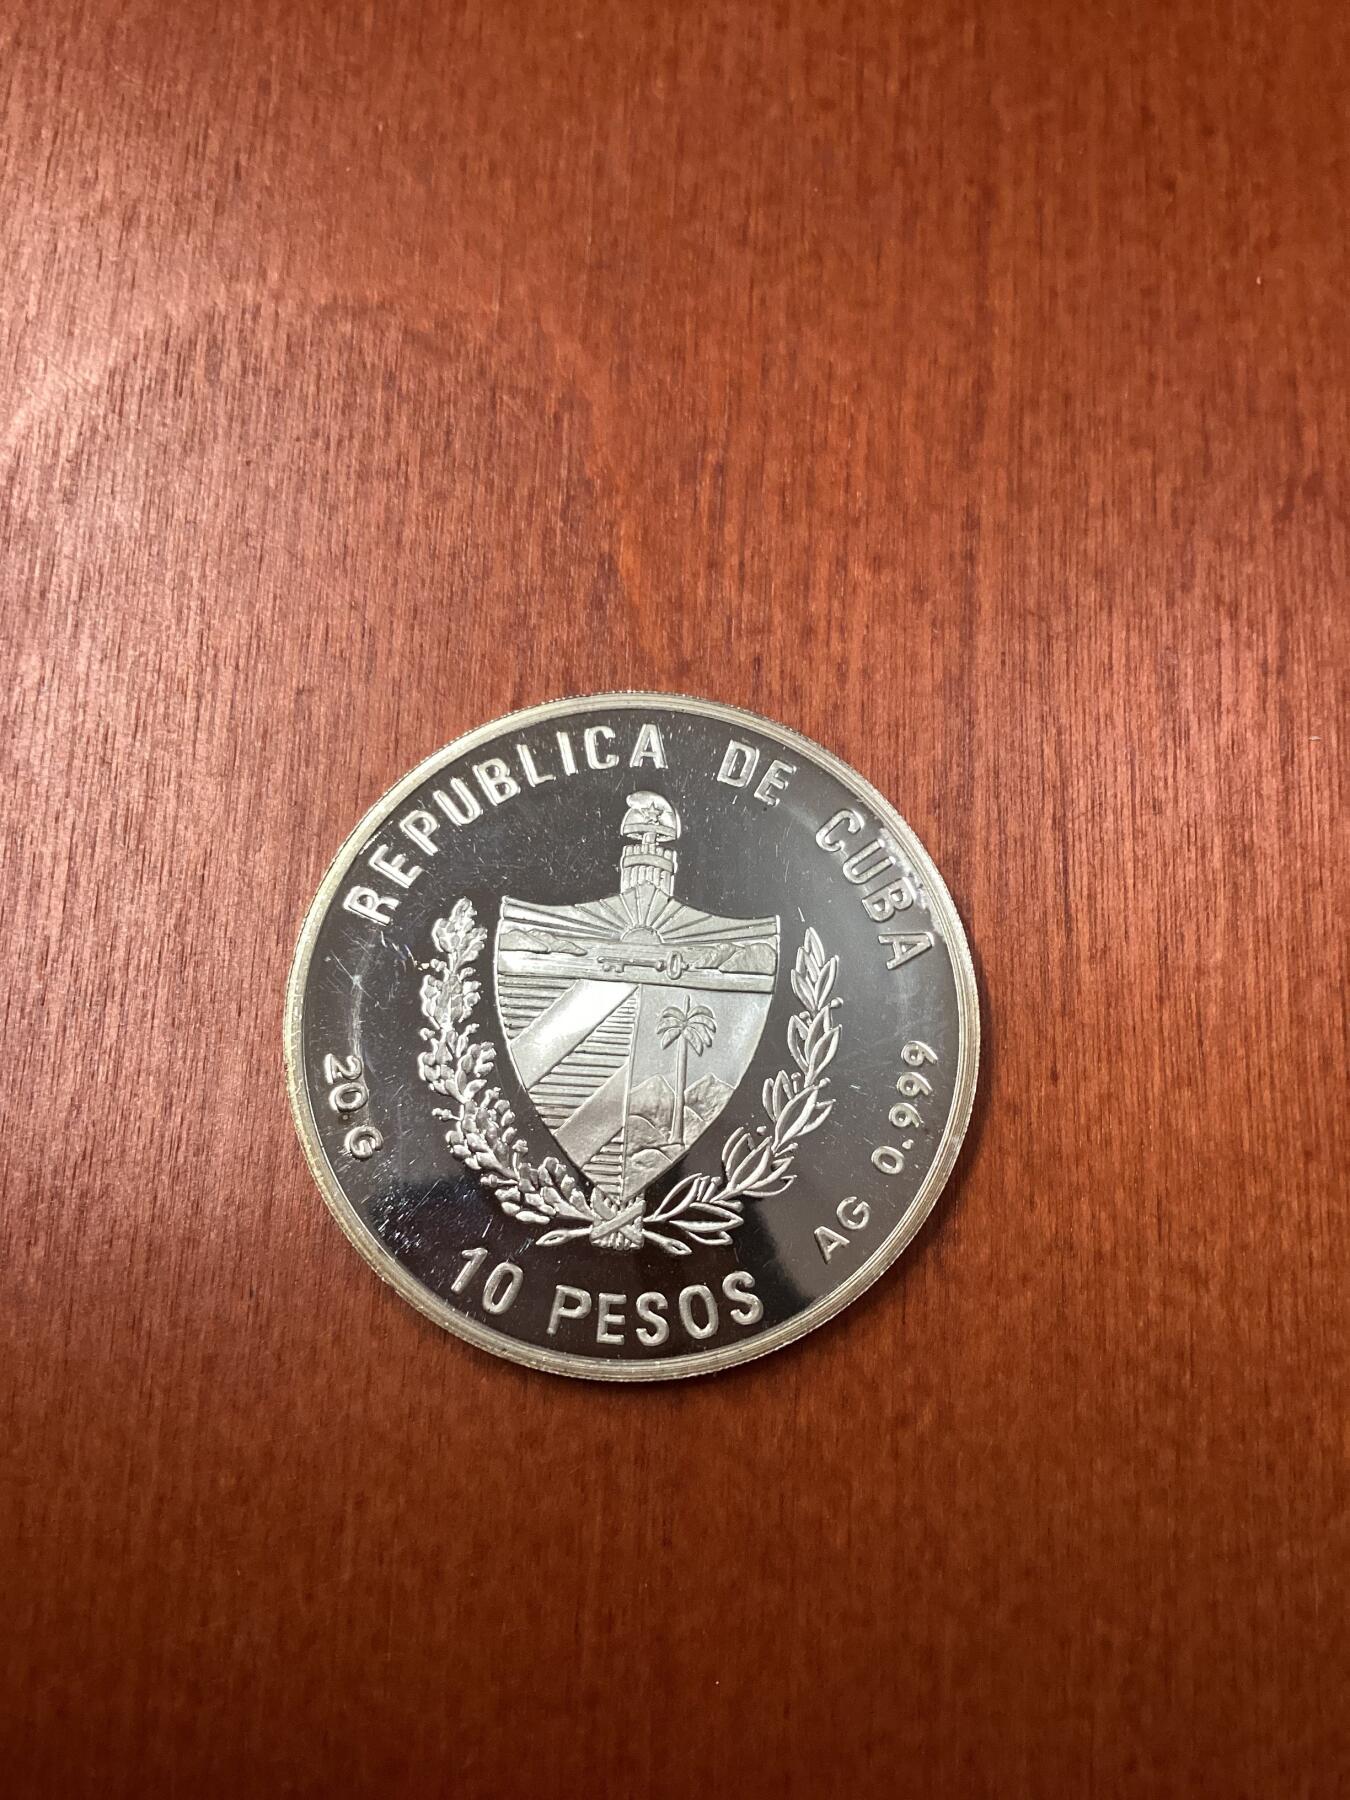 REPUBLICA DE CUBA
20 G
AG 0.999
10 PESOS